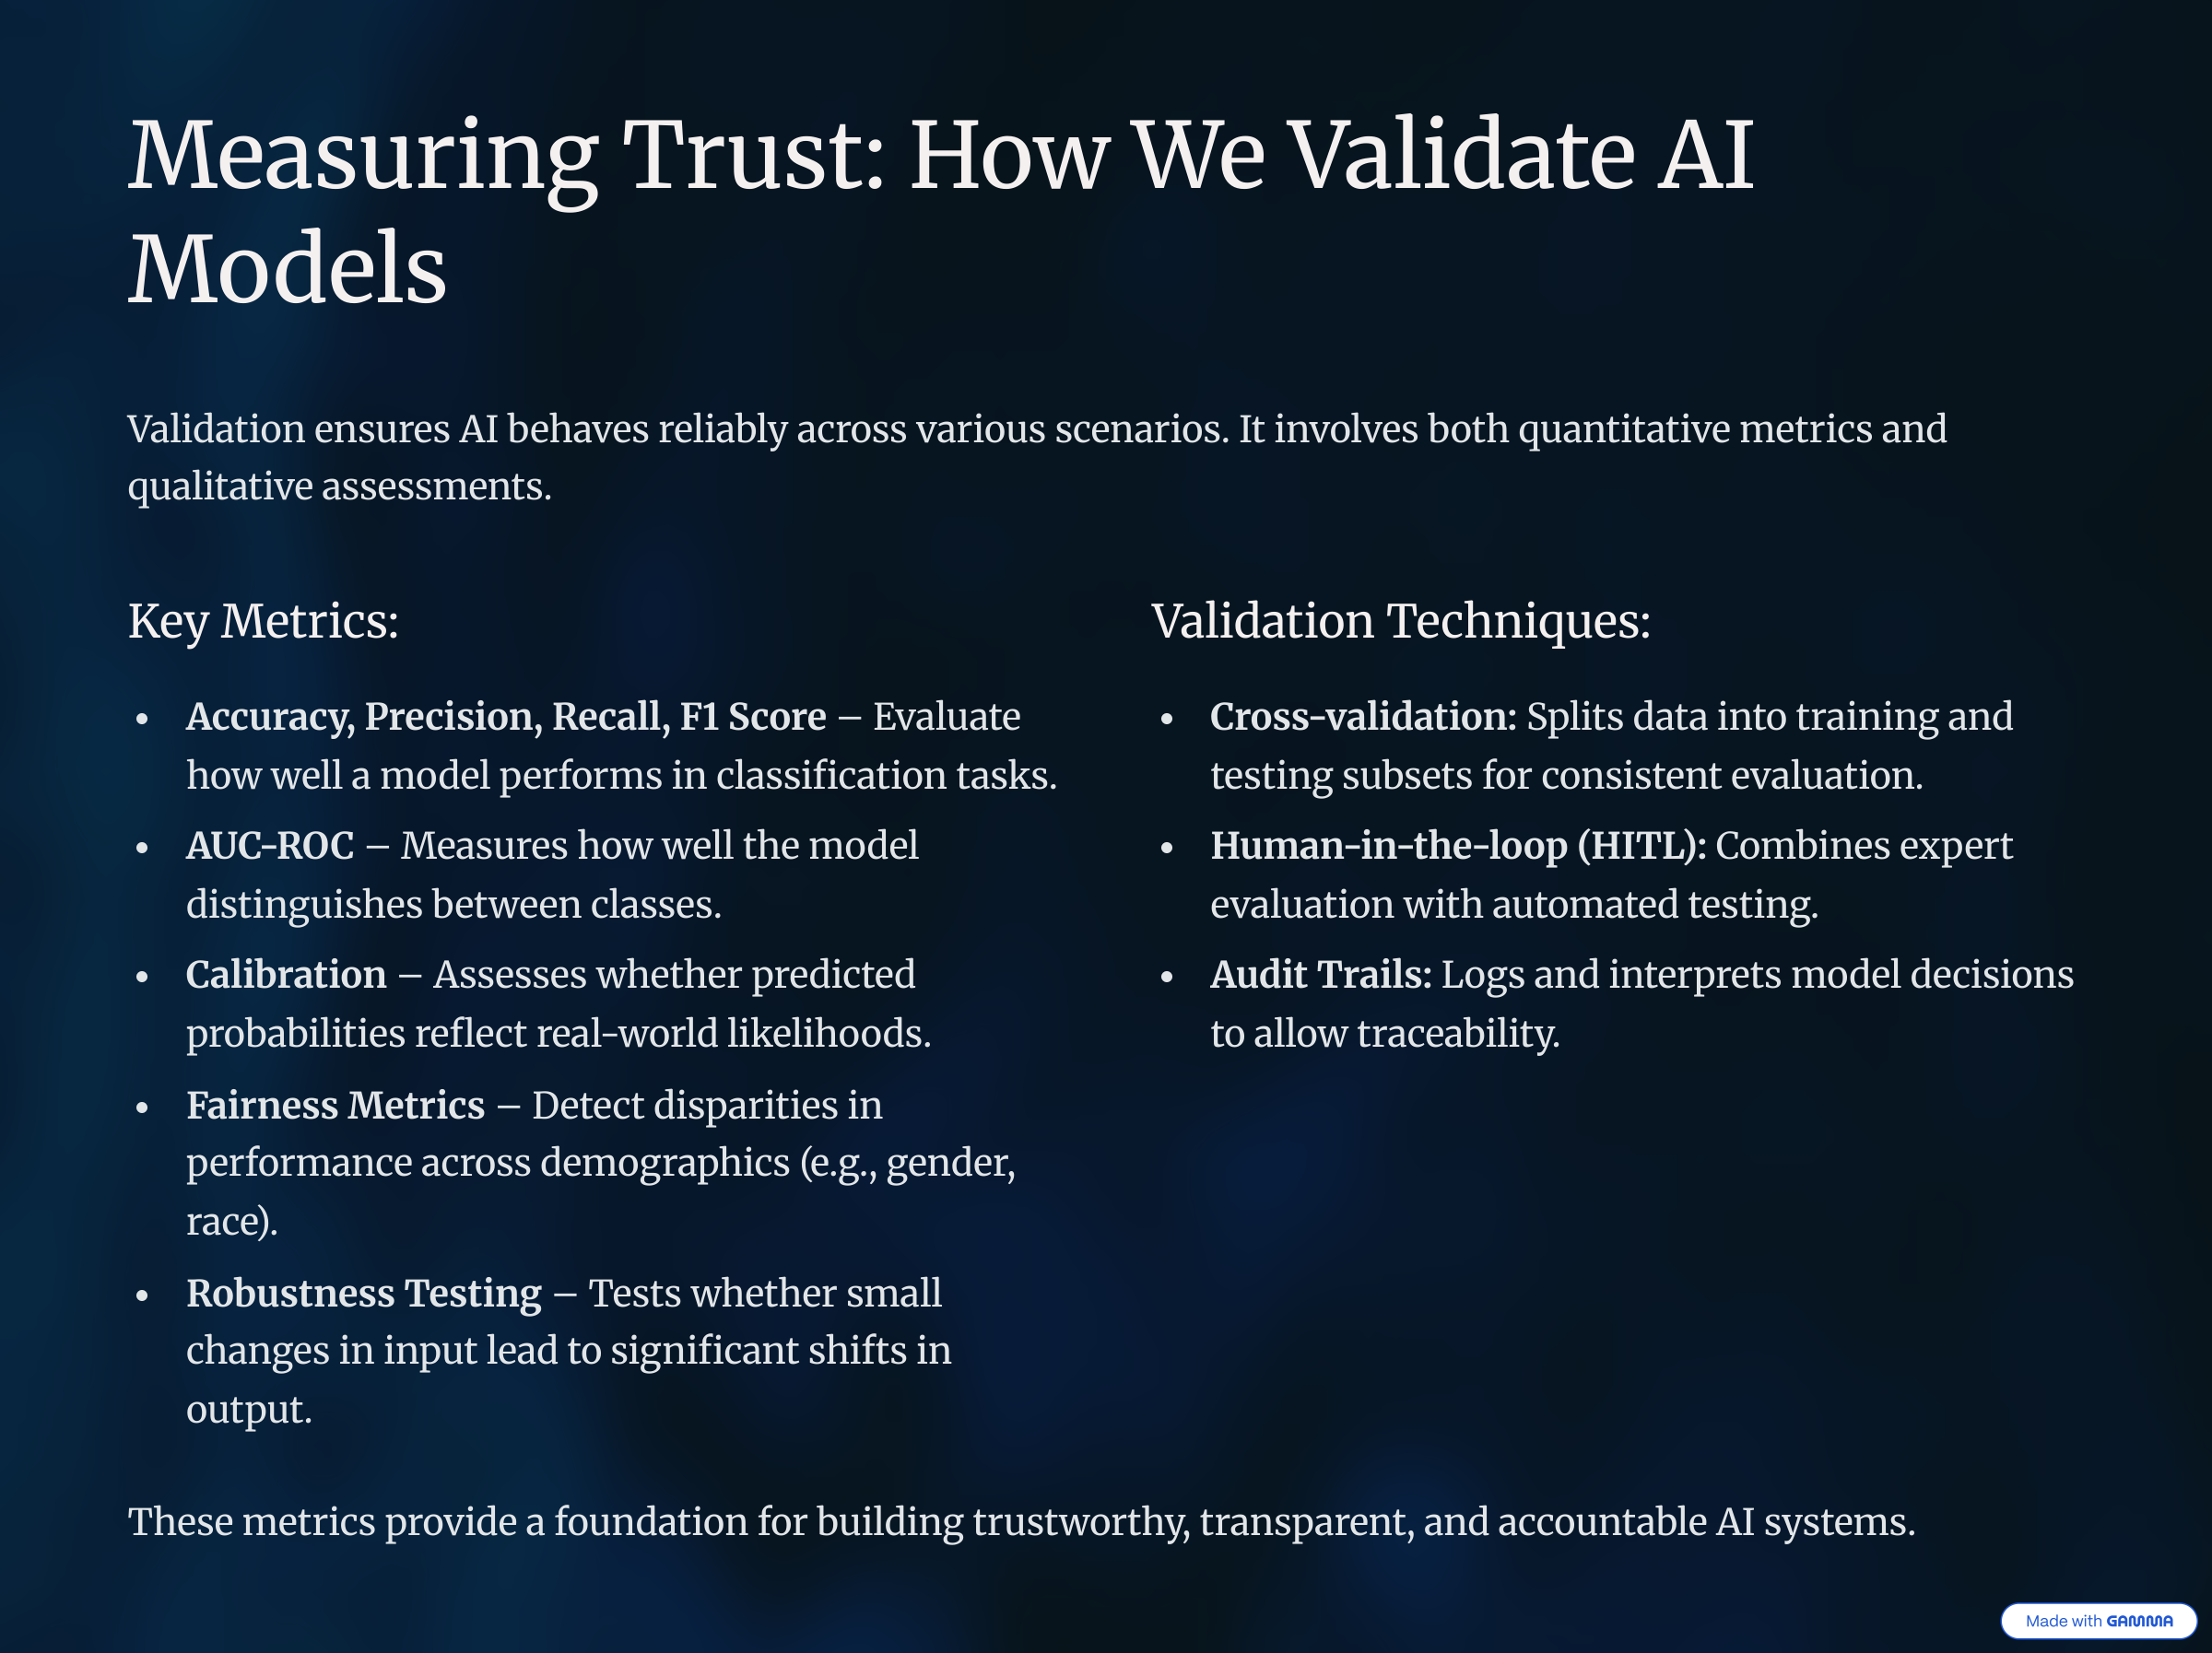 Measuring Trust: How We Validate AI
Models
Validation ensures AI behaves reliably across various scenarios. It involves both quantitative metrics and
qualitative assessments.
Key Metrics:
• Accuracy, Precision, Recall, F1 Score – Evaluate
how well a model performs in classification tasks.
• AUC-ROC – Measures how well the model
distinguishes between classes.
• Calibration – Assesses whether predicted
probabilities reflect real-world likelihoods.
• Fairness Metrics – Detect disparities in
performance across demographics (e.g., gender,
race).
• Robustness Testing – Tests whether small
changes in input lead to significant shifts in
output.
Validation Techniques:
• Cross-validation: Splits data into training and
testing subsets for consistent evaluation.
• Human-in-the-loop (HITL): Combines expert
evaluation with automated testing.
• Audit Trails: Logs and interprets model decisions
to allow traceability.
These metrics provide a foundation for building trustworthy, transparent, and accountable AI systems.
Made with GAMMA